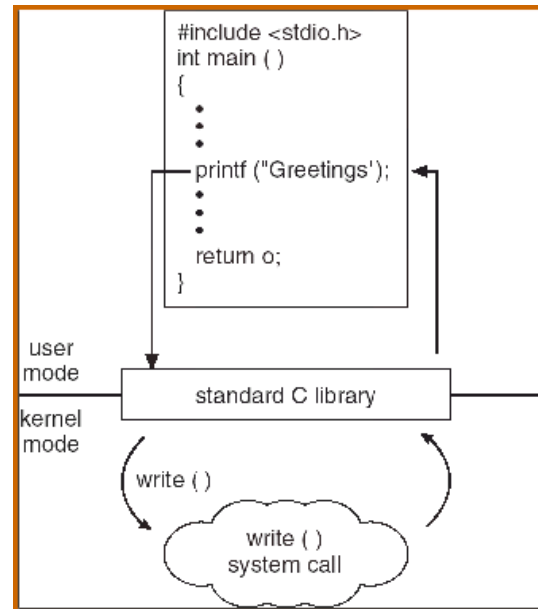 #include <stdio.h>
int main ( )
{
•
•
•
printf ("Greetings');
•
•
•
return o;
}
user
mode
standard C library
kernel
mode
write ( )
write ( )
system call